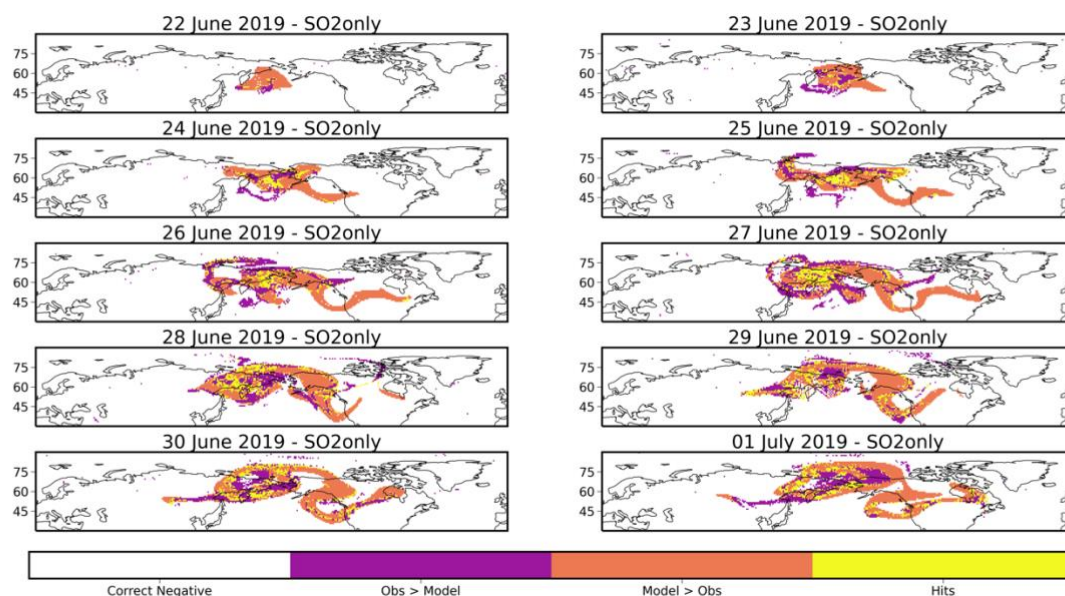 22 June 2019 - SO2only
23 June 2019 - SO2only
75
60
45
75
60
45
24 June 2019 - SO2only
25 June 2019 - SO2only
75
60
45
75
60
45
26 June 2019 - SO2only
27 June 2019 - SO2only
75
60
45
75
60
45
28 June 2019 - SO2only
29 June 2019 - SO2only
75
60
45
75
60
45
30 June 2019 - SO2only
01 July 2019 - SO2only
75
60
45
75
60
45
Correct Negative
Obs > Model
Model > Obs
Hits